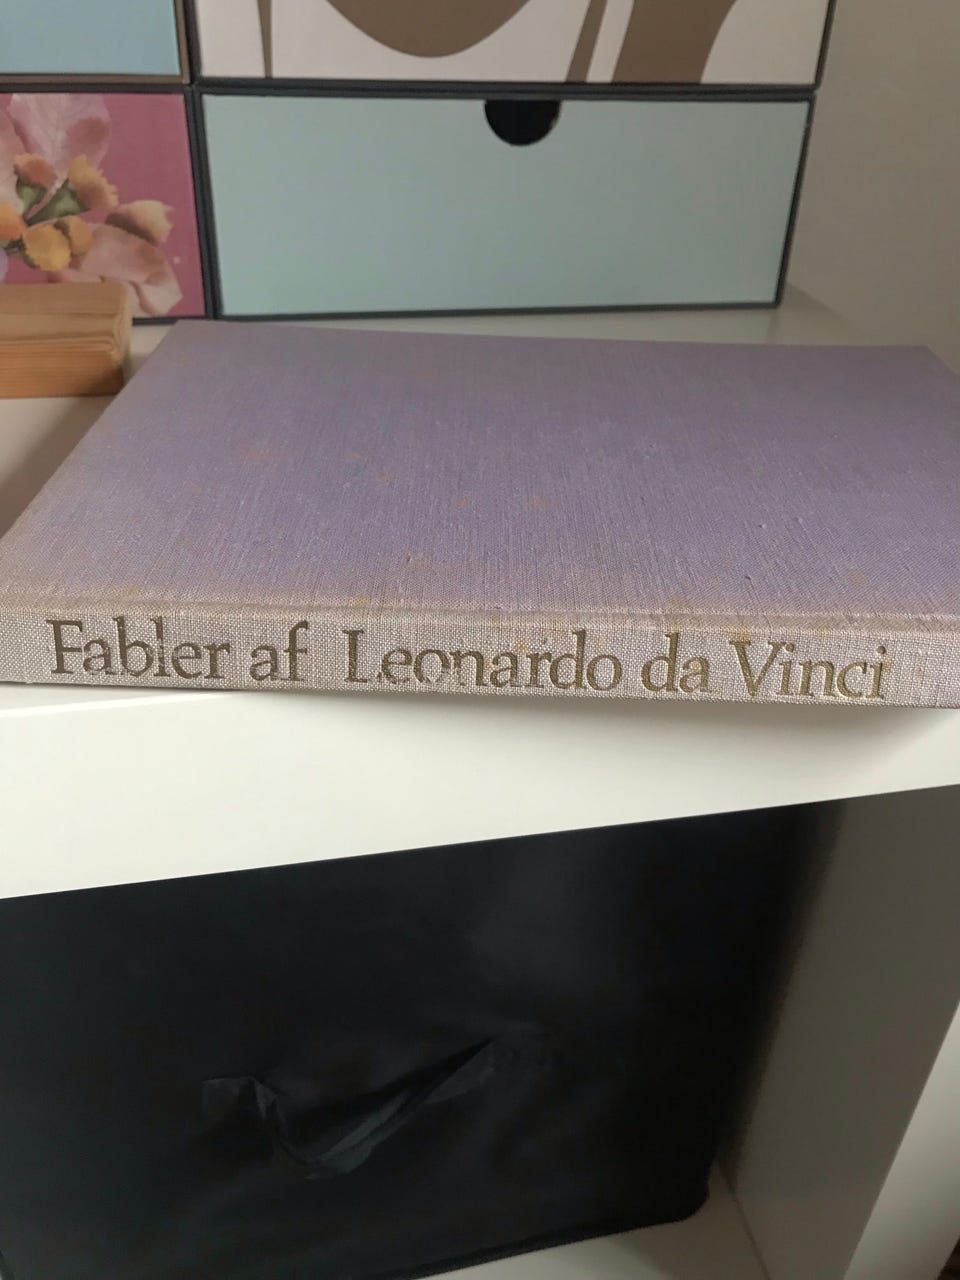 Fabler af Leonardo da Vinci